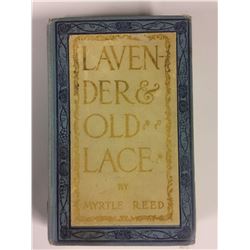 LAVEN-
DER &
OLD
LACE
BY
MYRTLE REED